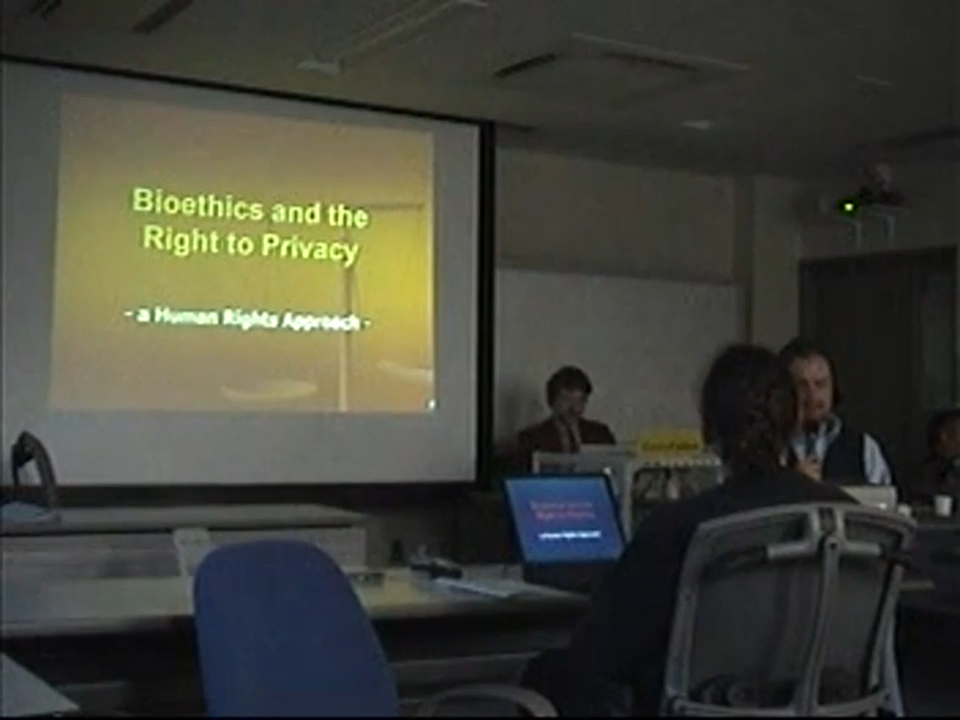 Bioethics and the
Right to Privacy
- a Human Rights Approach -